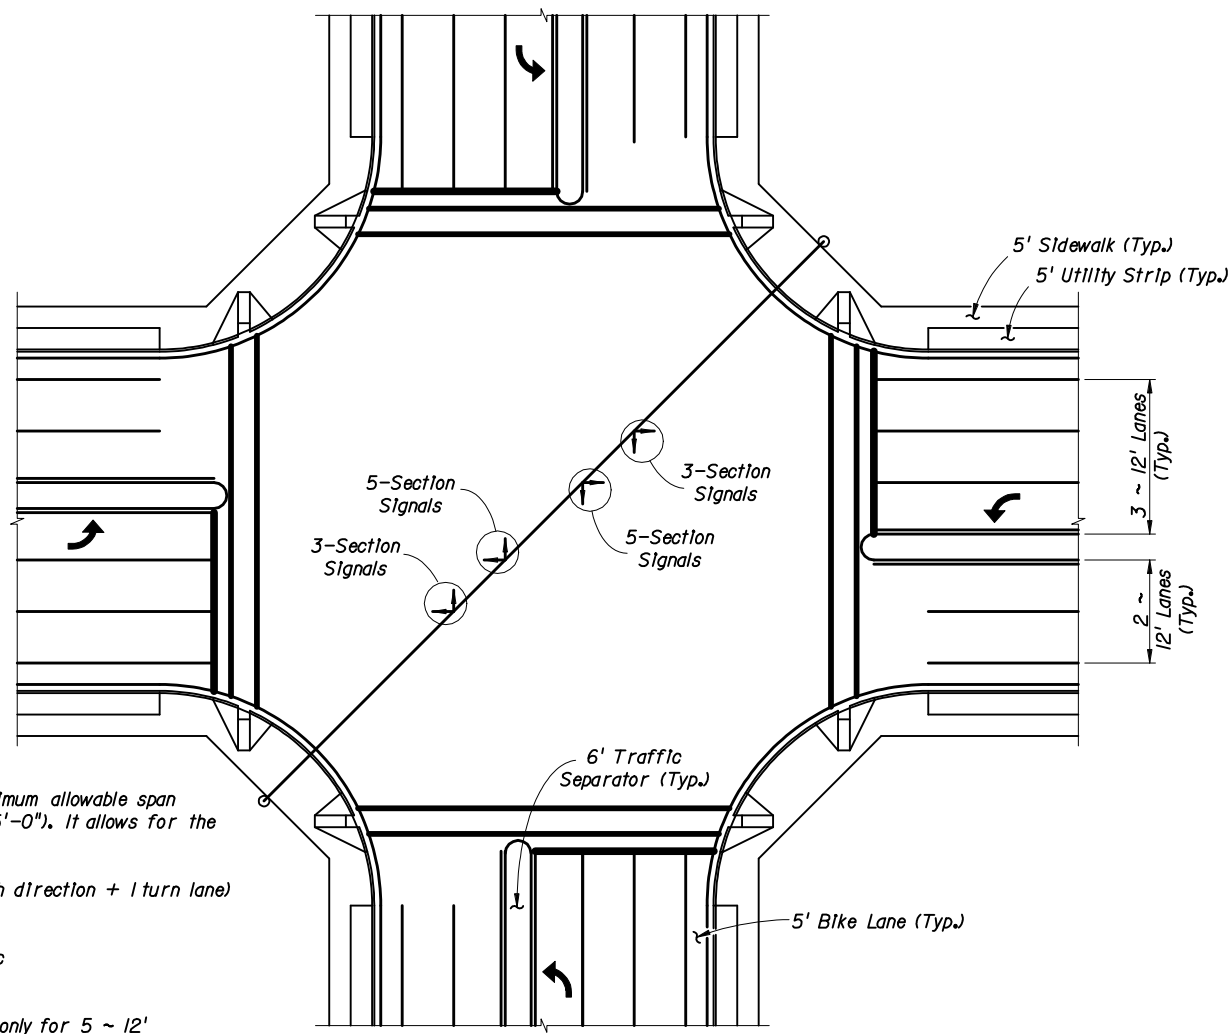 5' Sidewalk (Typ.)
5' Utility Strip (Typ.)
3 ~ 12' Lanes
(Typ.)
3-Section
Signals
5-Section
Signals
5-Section
Signals
3-Section
Signals
2 ~
12' Lanes
(Typ.)
6' Traffic
Separator (Typ.)
allowable span
'-0"). It allows for the
direction + 1 turn lane)
5' Bike Lane (Typ.)
only for 5 ~ 12'